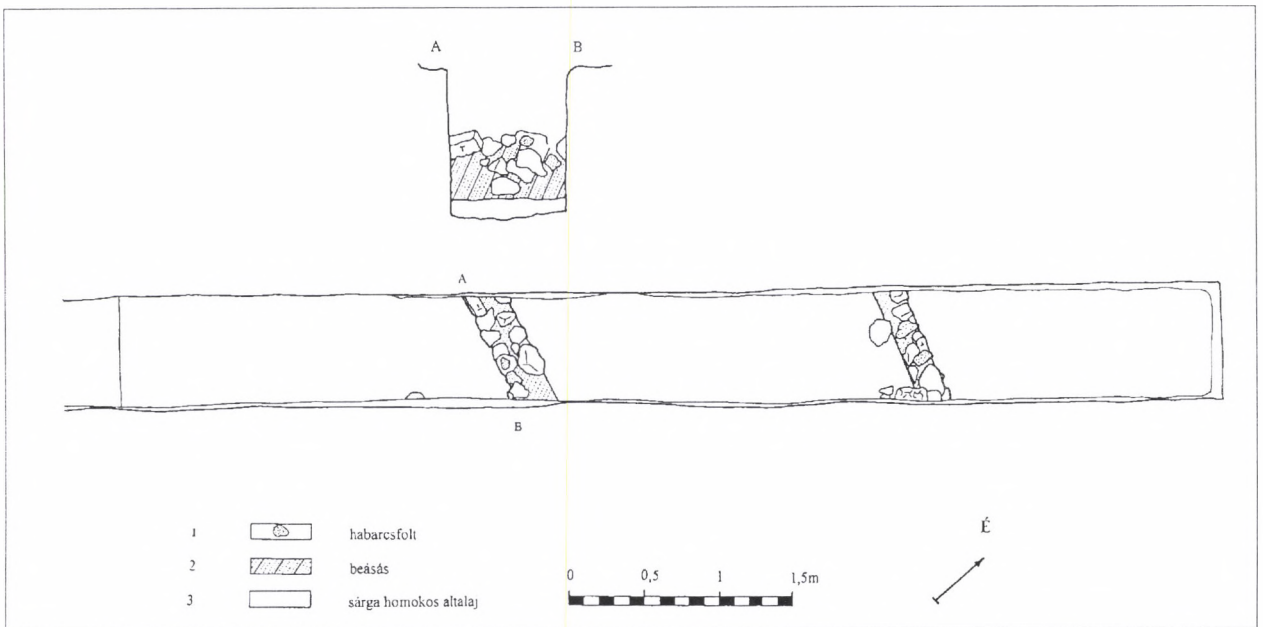 A B
T
A
B
1 habarcsfolt
2 beásás
3 sárga homokos altalaj
0 0,5 1 1,5m
É